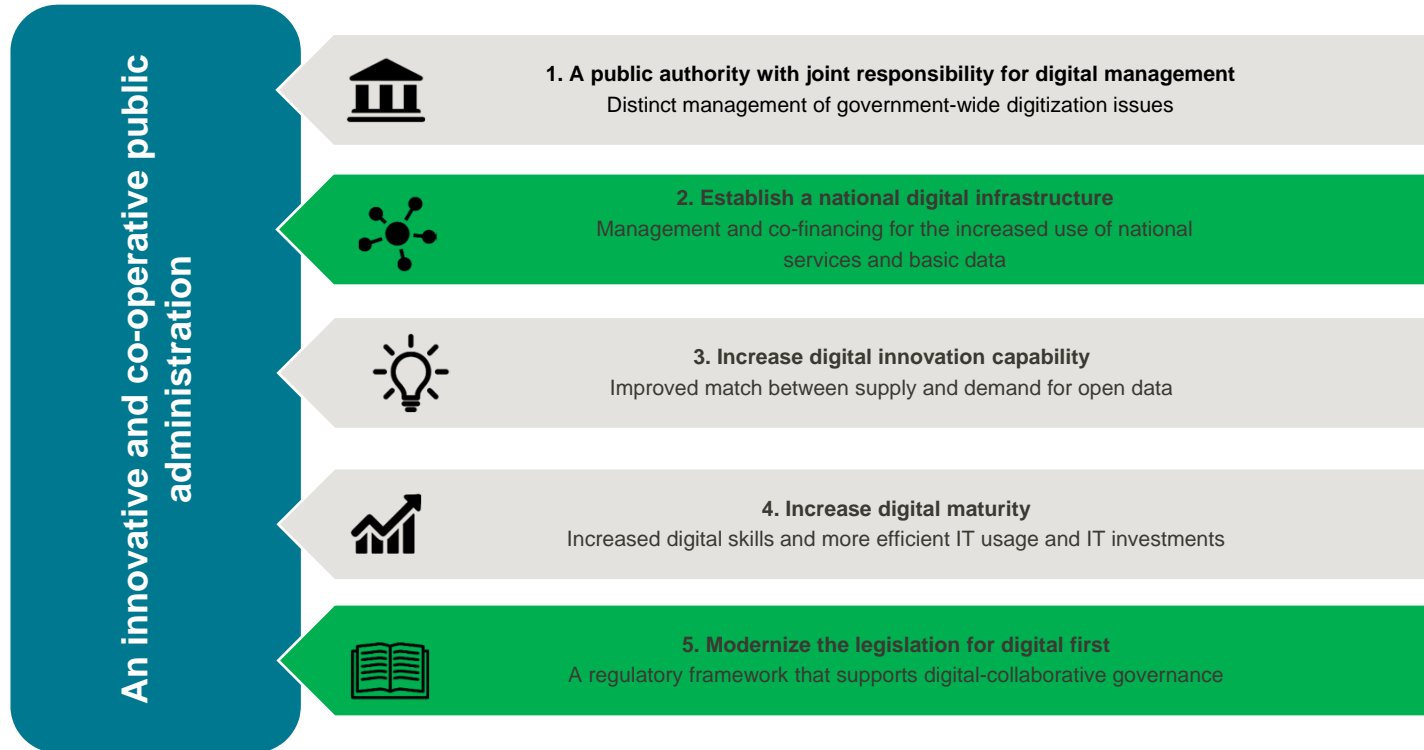 An innovative and co-operative public
administration
1. A public authority with joint responsibility for digital management
Distinct management of government-wide digitization issues
2. Establish a national digital infrastructure
Management and co-financing for the increased use of national
services and basic data
3. Increase digital innovation capability
Improved match between supply and demand for open data
4. Increase digital maturity
Increased digital skills and more efficient IT usage and IT investments
5. Modernize the legislation for digital first
A regulatory framework that supports digital-collaborative governance